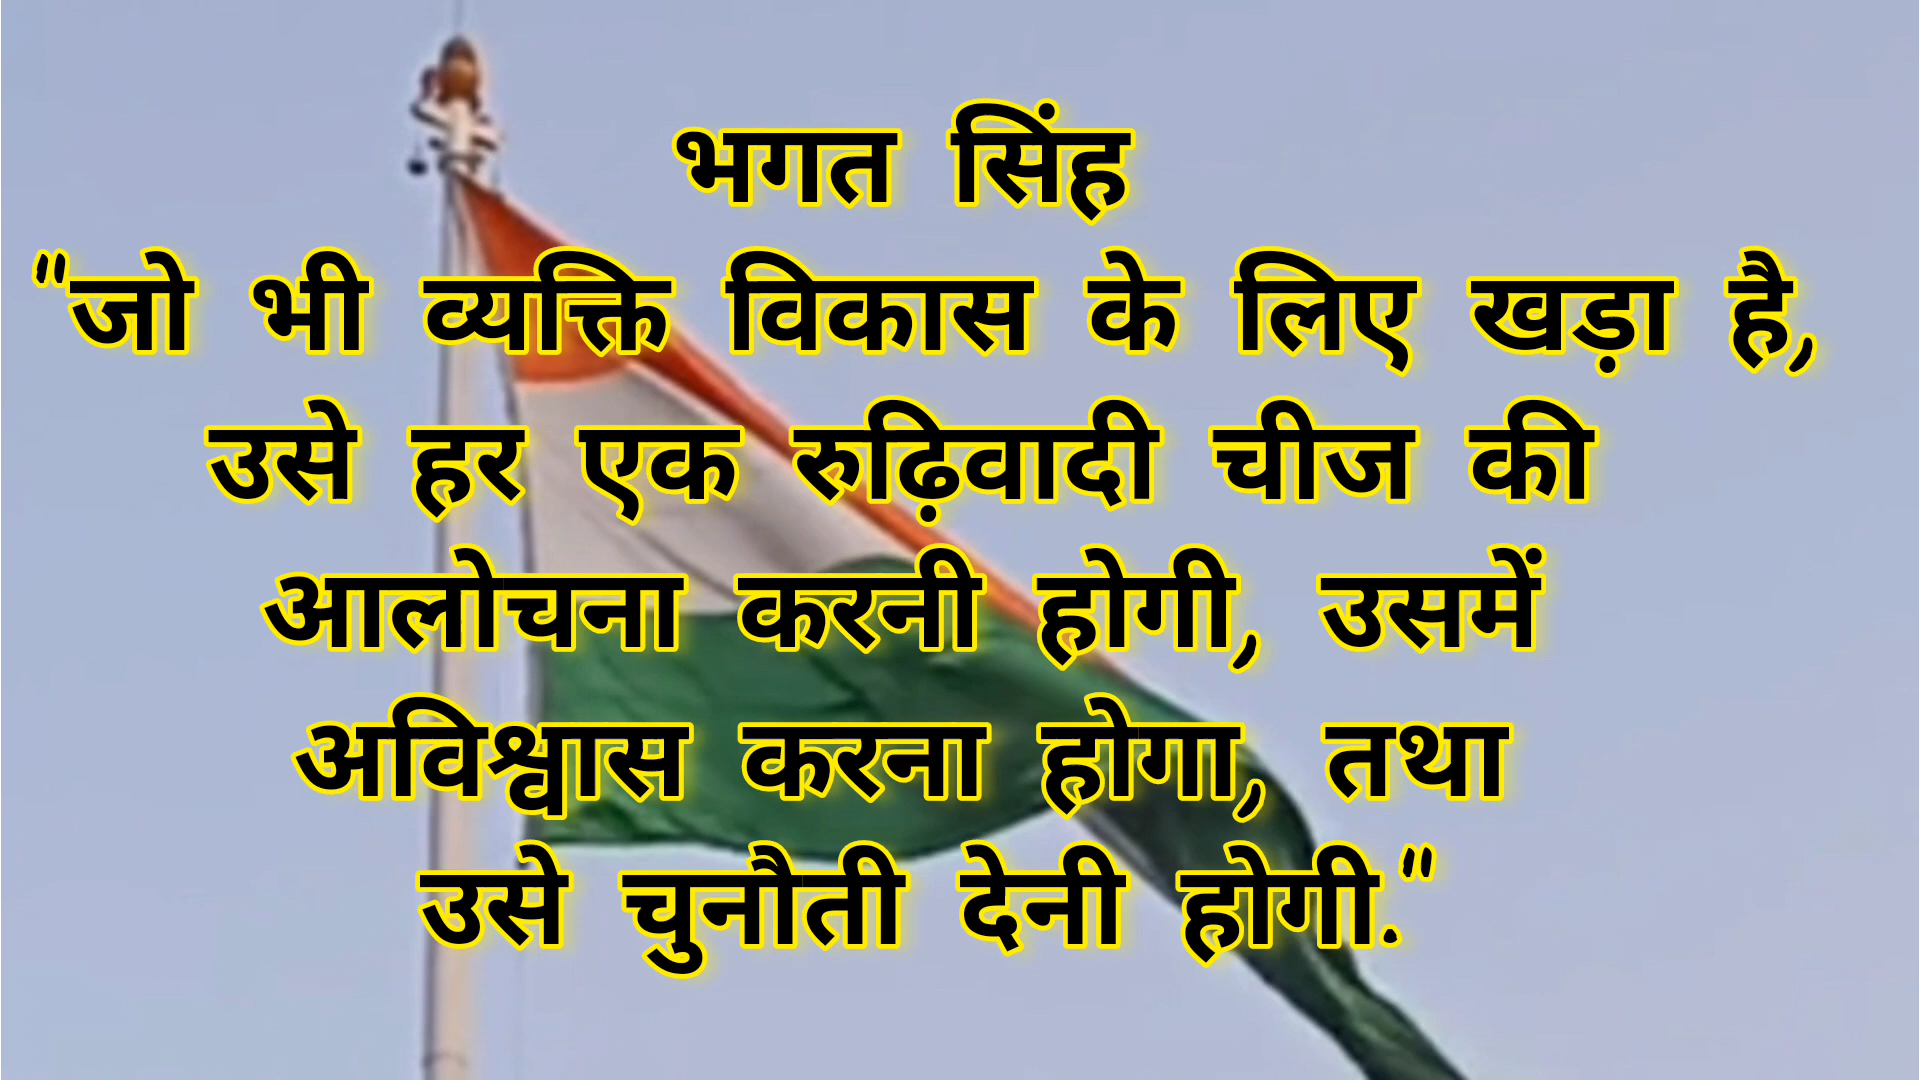 भगत सिंह
"जो भी व्यक्ति विकास के लिए खड़ा है,
उसे हर एक रुढ़िवादी चीज की
आलोचना करनी होगी, उसमें
अविश्वास करना होगा, तथा
उसे चुनौती देनी होगी."